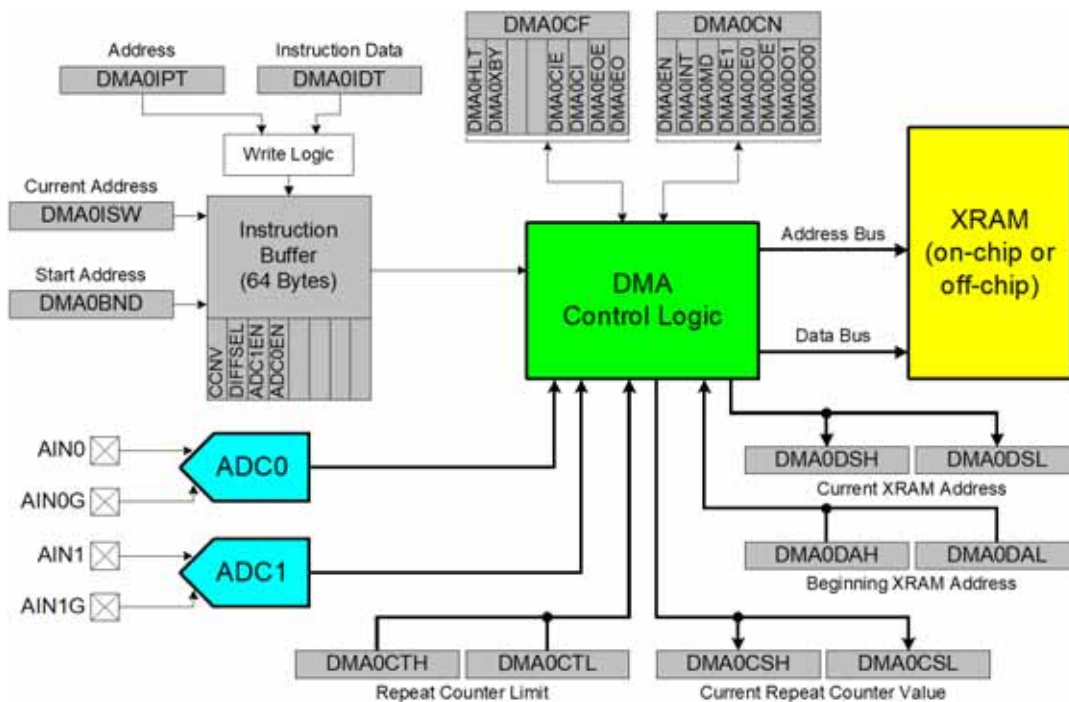 DMA0CF
DMA0CN
DMA0HLT
DMA0XBY
DMA0CIE
DMA0CI
DMA0EOE
DMA0EO
DMA0EN
DMA0INT
DMA0MD
DMA0DE1
DMA0DE0
DMA0DOE
DMA0DO1
DMA0DO0
Address
Instruction Data
DMA0IPT
DMA0IDT
Write Logic
Current Address
DMA0ISW
Start Address
DMA0BND
Instruction
Buffer
(64 Bytes)
CCNV
DIFFSEL
ADC1EN
ADC0EN
DMA
Control Logic
Address Bus
Data Bus
XRAM
(on-chip or
off-chip)
AIN0
AIN0G
ADC0
AIN1
AIN1G
ADC1
DMA0DSH
DMA0DSL
Current XRAM Address
DMA0DAH
DMA0DAL
Beginning XRAM Address
DMA0CTH
DMA0CTL
Repeat Counter Limit
DMA0CSH
DMA0CSL
Current Repeat Counter Value